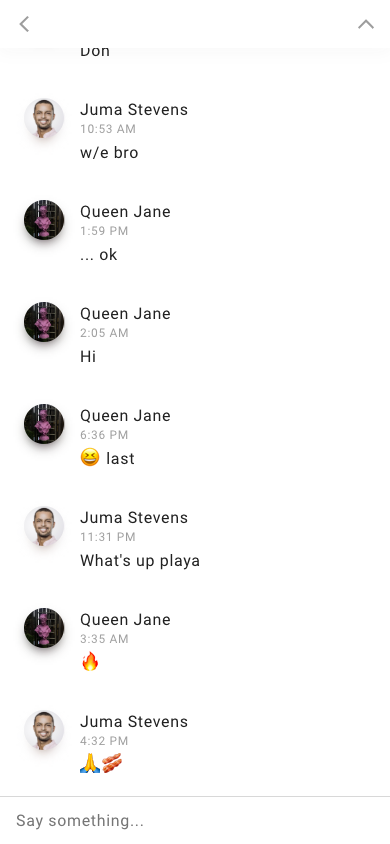 Don
Juma Stevens
10:53 AM
w/e bro
Queen Jane
1:59 PM
... ok
Queen Jane
2:05 AM
Hi
Queen Jane
6:36 PM
😆 last
Juma Stevens
11:31 PM
What's up playa
Queen Jane
3:35 AM
🔥
Juma Stevens
4:32 PM
🙏🥓
Say something...